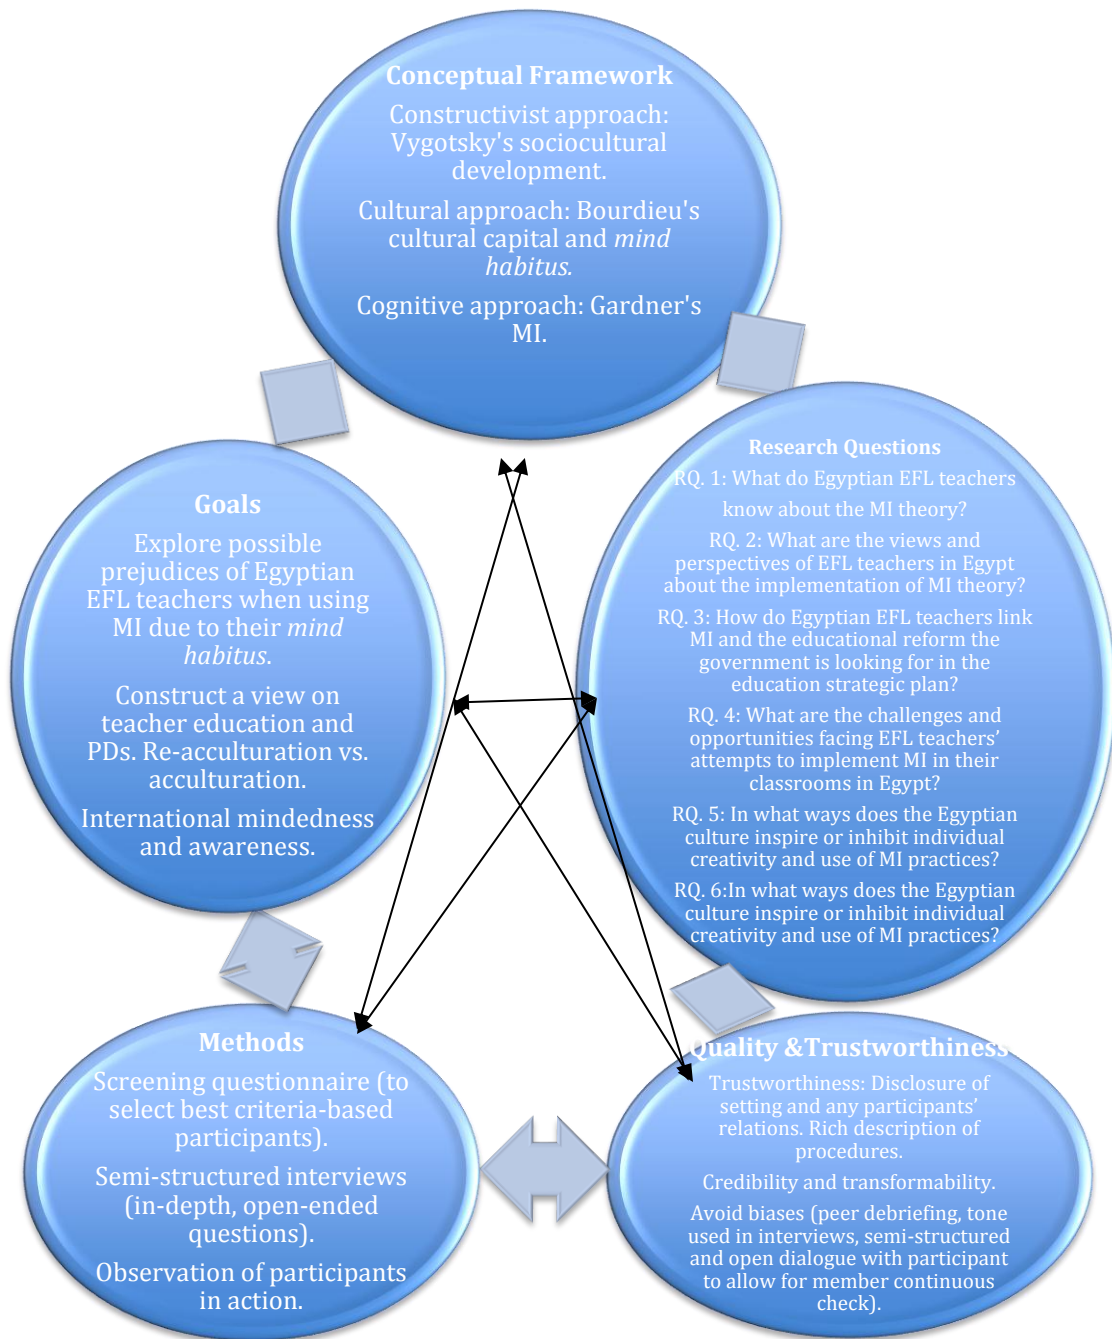 Conceptual Framework
Constructivist approach:
Vygotsky's sociocultural
development.
Cultural approach: Bourdieu's
cultural capital and mind
habitus.
Cognitive approach: Gardner's
MI.
Goals
Explore possible
prejudices of Egyptian
EFL teachers when using
MI due to their mind
habitus.
Construct a view on
teacher education and
PDs. Re-acculturation vs.
acculturation.
International mindedness
and awareness.
Research Questions
RQ. 1: What do Egyptian EFL teachers
know about the MI theory?
RQ. 2: What are the views and
perspectives of EFL teachers in Egypt
about the implementation of MI theory?
RQ. 3: How do Egyptian EFL teachers link
MI and the educational reform the
government is looking for in the
education strategic plan?
RQ. 4: What are the challenges and
opportunities facing EFL teachers’
attempts to implement MI in their
classrooms in Egypt?
RQ. 5: In what ways does the Egyptian
culture inspire or inhibit individual
creativity and use of MI practices?
RQ. 6:In what ways does the Egyptian
culture inspire or inhibit individual
creativity and use of MI practices?
Methods
Screening questionnaire (to
select best criteria-based
participants).
Semi-structured interviews
(in-depth, open-ended
questions).
Observation of participants
in action.
Quality &Trustworthiness
Trustworthiness: Disclosure of
setting and any participants’
relations. Rich description of
procedures.
Credibility and transformability.
Avoid biases (peer debriefing, tone
used in interviews, semi-structured
and open dialogue with participant
to allow for member continuous
check).